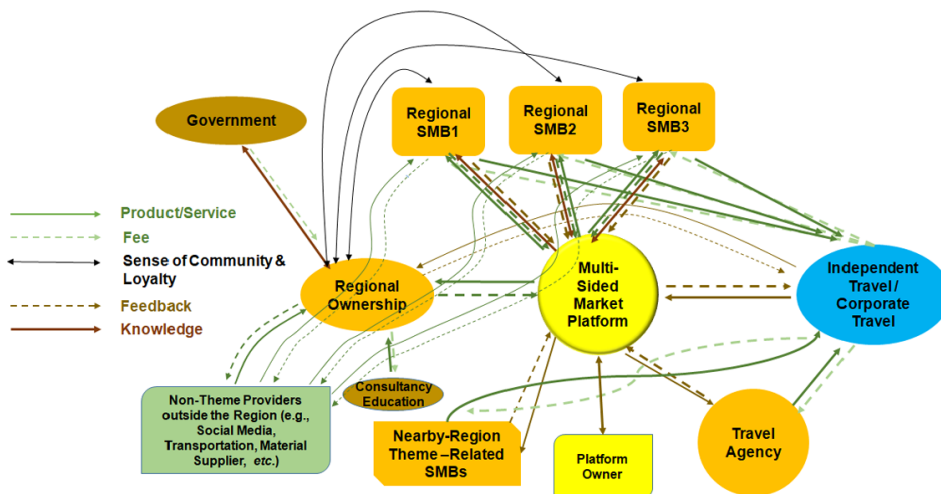 Regional
SMB1
Regional
SMB2
Regional
SMB3
Government
Product/Service
Fee
Sense of Community &
Loyalty
Feedback
Knowledge
Regional
Ownership
Multi-
Sided
Market
Platform
Independent
Travel/
Corporate
Travel
Non-Theme Providers
outside the Region (e.g.,
Social Media,
Transportation, Material
Supplier, etc.)
Consultancy
Education
Nearby-Region
Theme –Related
SMBs
Platform
Owner
Travel
Agency